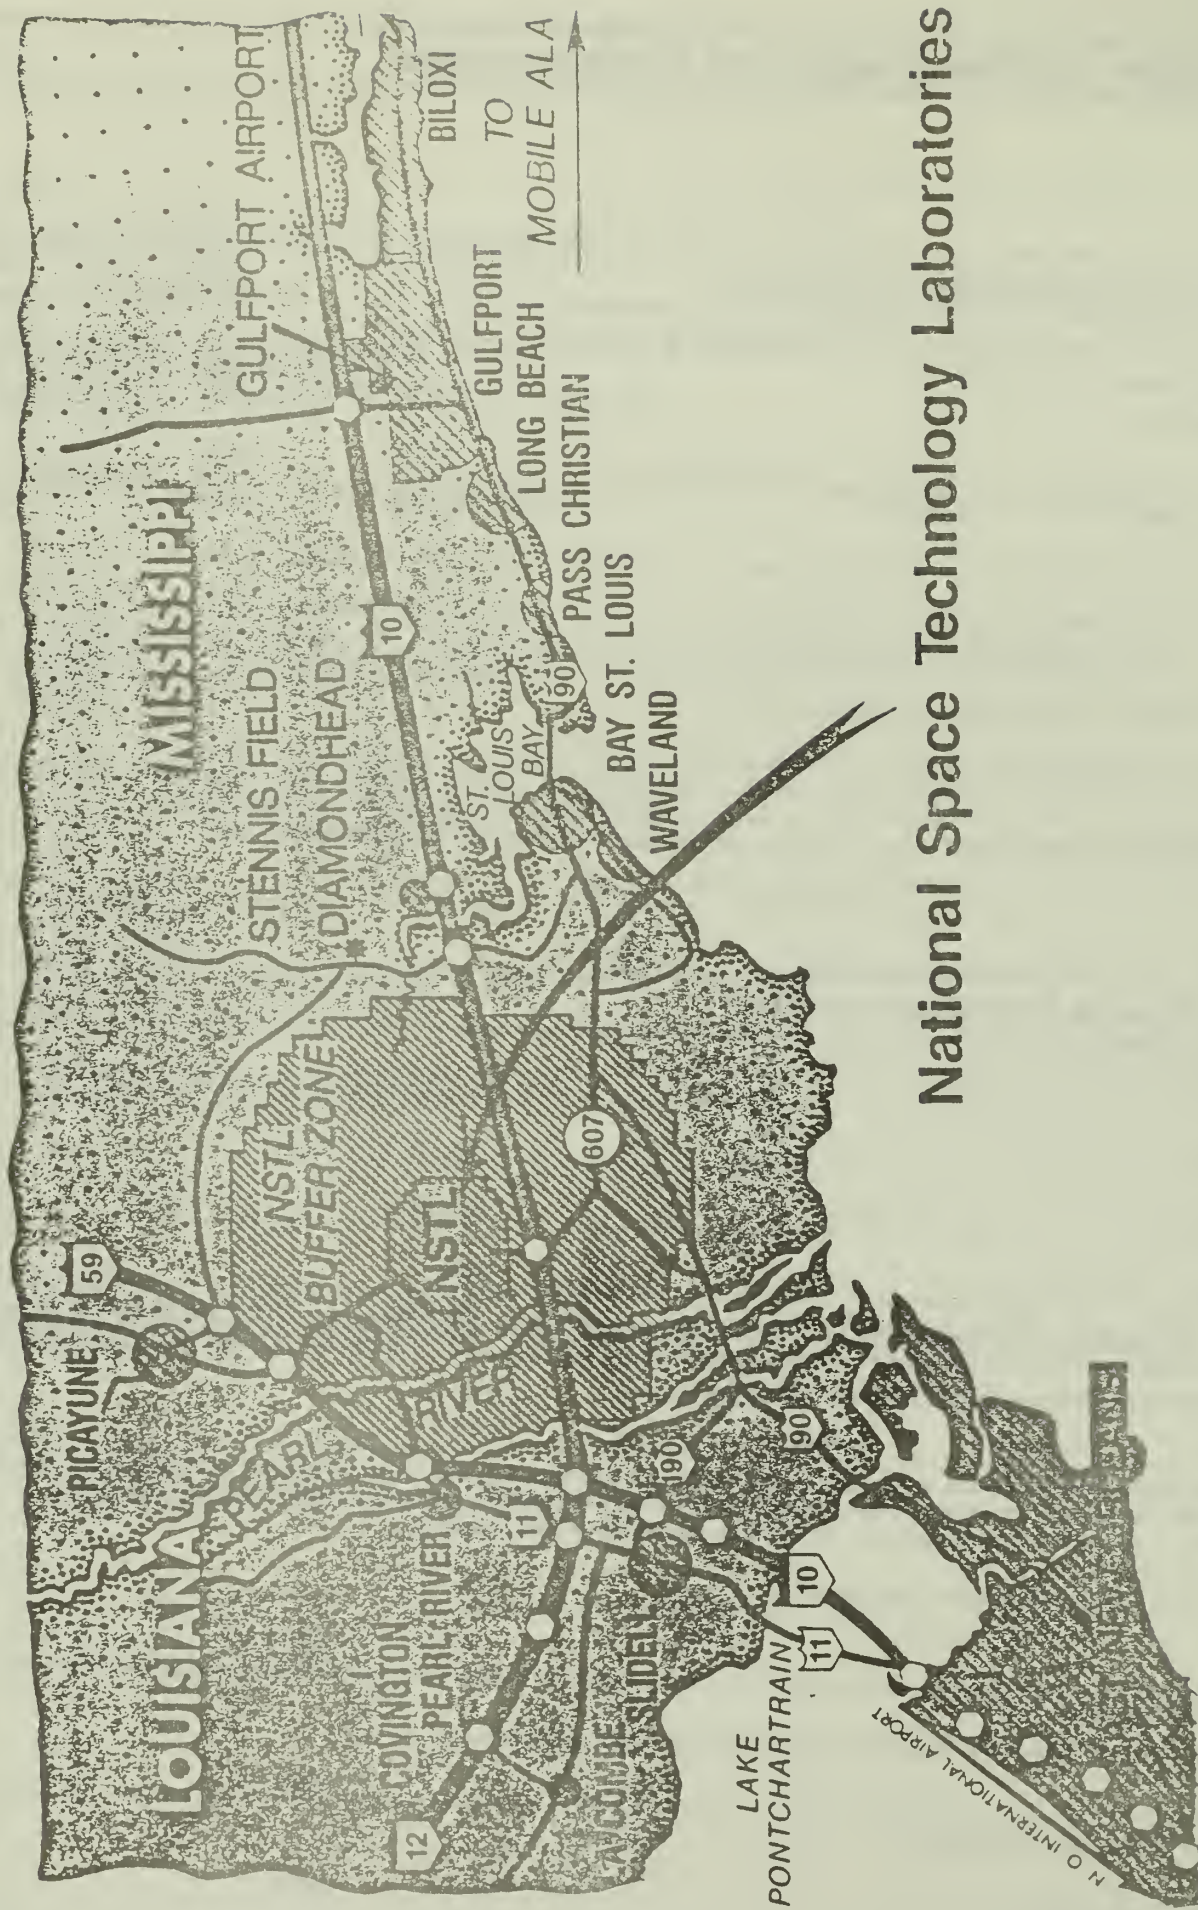 LOUISIANA
MISSISSIPPI
59
PICAYUNE
PEARL
RIVER
NSTL
BUFFER ZONE
NSTL
STENNIS FIELD
DIAMONDHEAD
GULFPORT AIRPORT
10
COVINGTON
PEARL RIVER
12
11
607
190
90
ST.
LOUIS
BAY
90
BILOXI
GULFPORT
LONG BEACH
PASS CHRISTIAN
BAY ST. LOUIS
WAVELAND
TO
MOBILE ALA
SLIDELL
LAKE
PONTCHARTRAIN
11
10
N O INTERNATIONAL AIRPORT
National Space Technology Laboratories